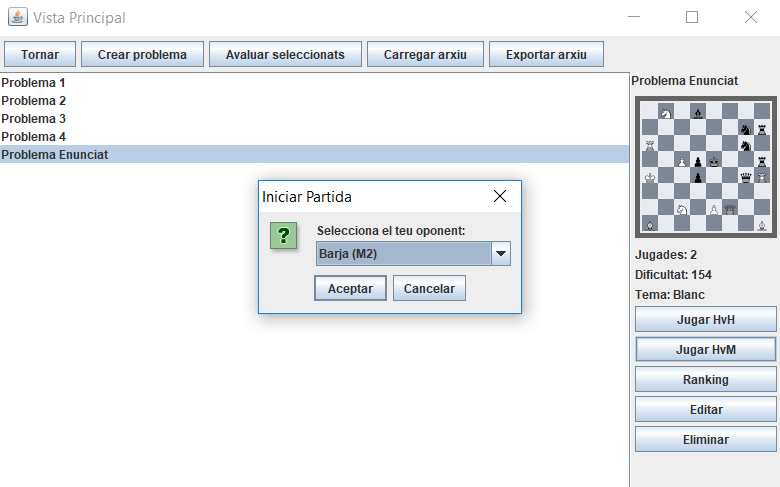 Vista Principal
Tornar Crear problema Avaluar seleccionats Carregar arxiu Exportar arxiu
Problema 1
Problema 2
Problema 3
Problema 4
Problema Enunciat
Iniciar Partida
Selecciona el teu oponent:
Barja (M2)
Aceptar Cancelar
Problema Enunciat
Jugades: 2
Dificultat: 154
Tema: Blanc
Jugar HvH
Jugar HvM
Ranking
Editar
Eliminar